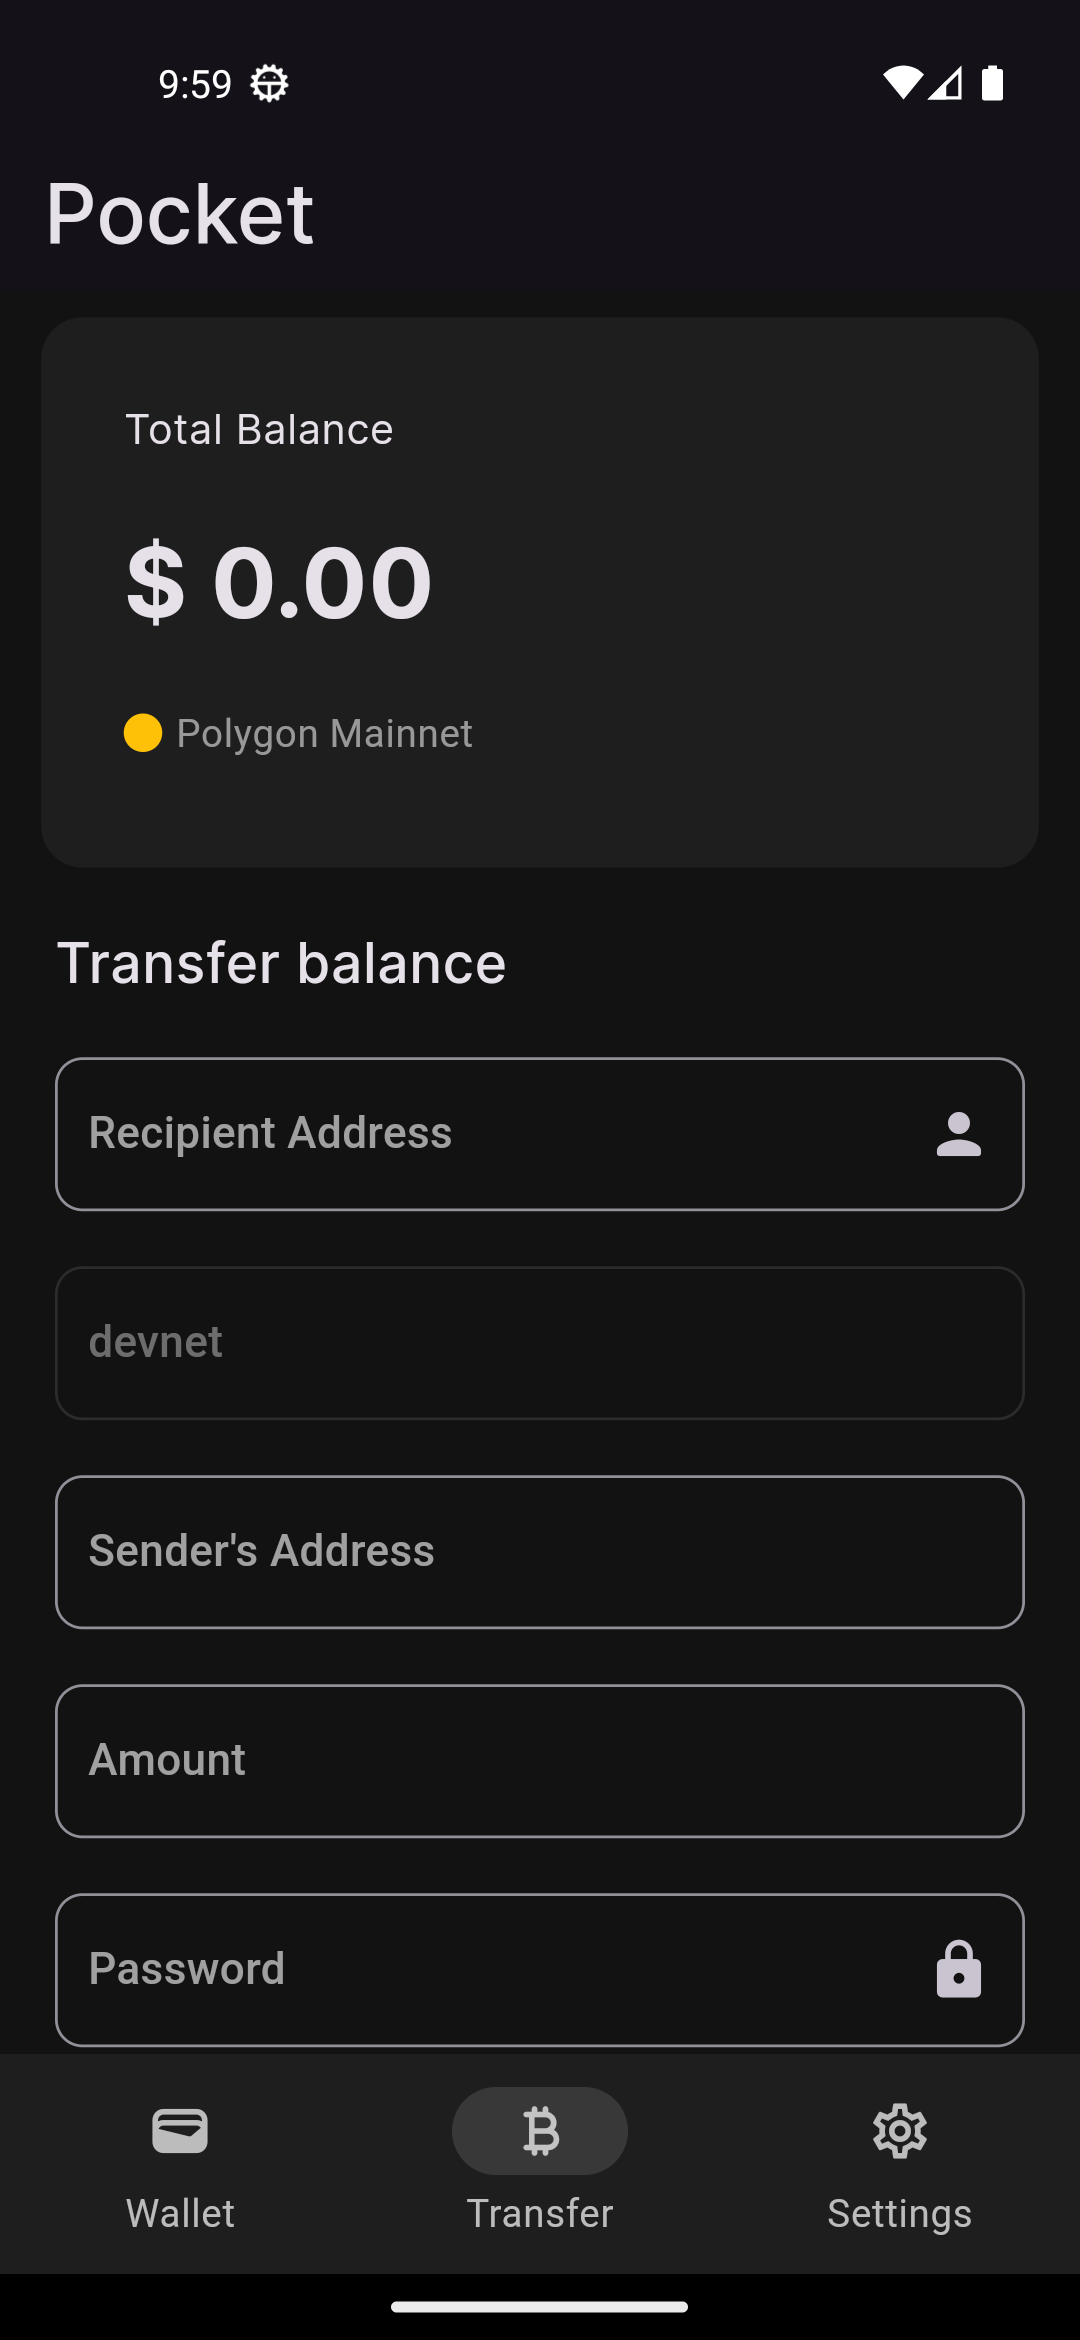 9:59
Pocket
Total Balance
$ 0.00
Polygon Mainnet
Transfer balance
Recipient Address
devnet
Sender's Address
Amount
Password
Wallet
Transfer
Settings